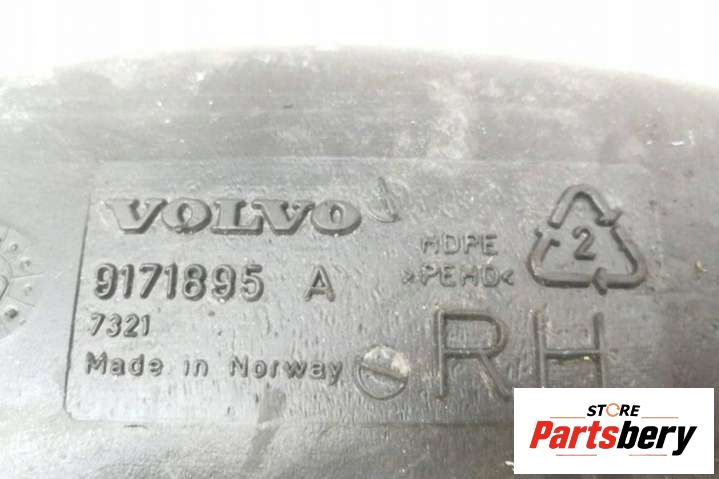 VOLVO
HDPE
>PEHD<
2
9171895 A
7321
RH
Made in Norway
STORE
Partsbery